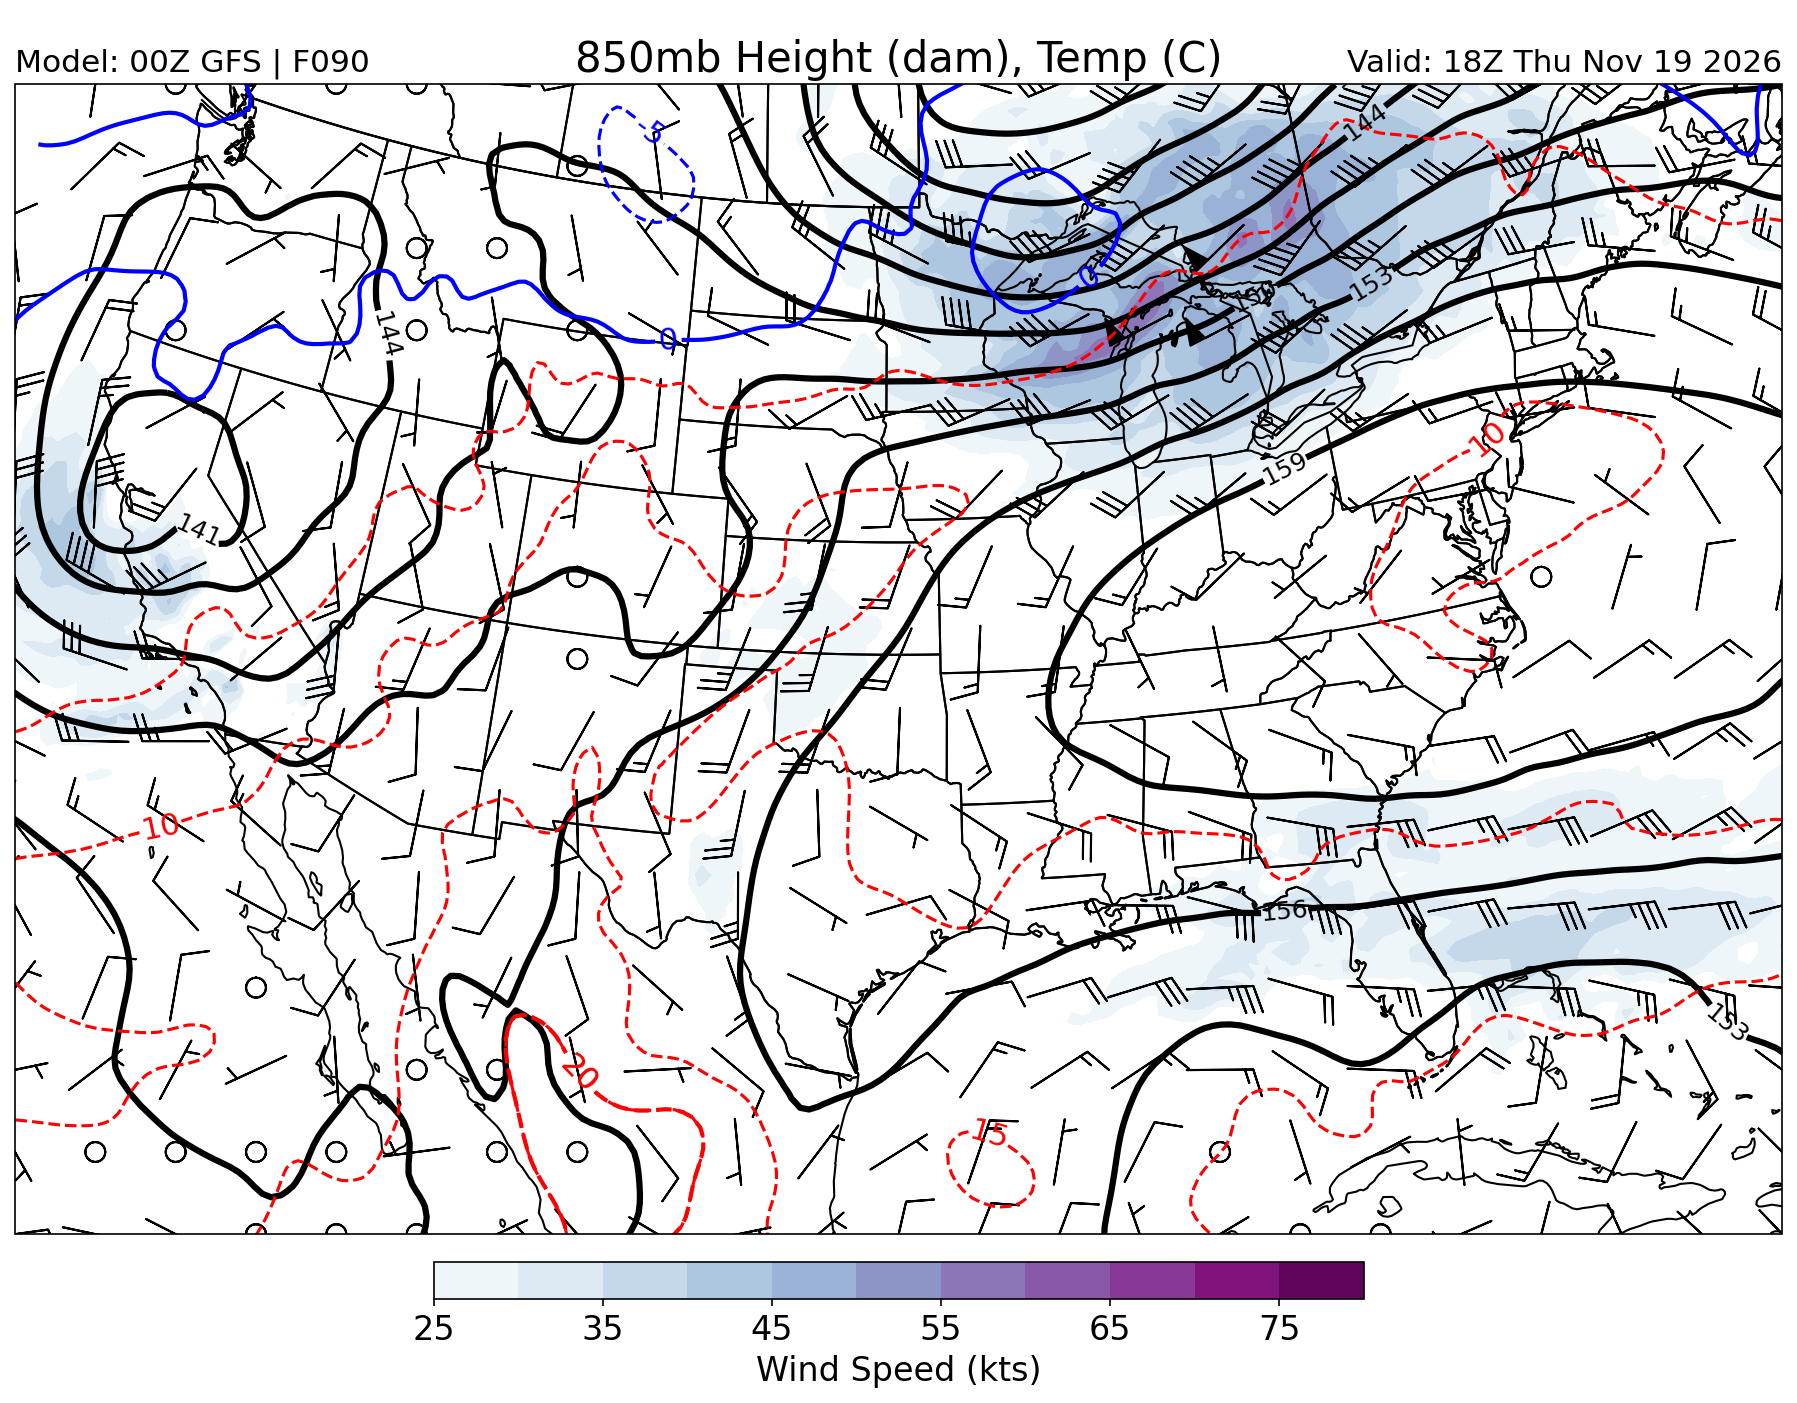 Model: 00Z GFS | F090
850mb Height (dam), Temp (C)
Valid: 18Z Thu Nov 19 2026
-5
144
0
153
0
144
10
159
141
10
156
153
20
15
25 35 45 55 65 75
Wind Speed (kts)